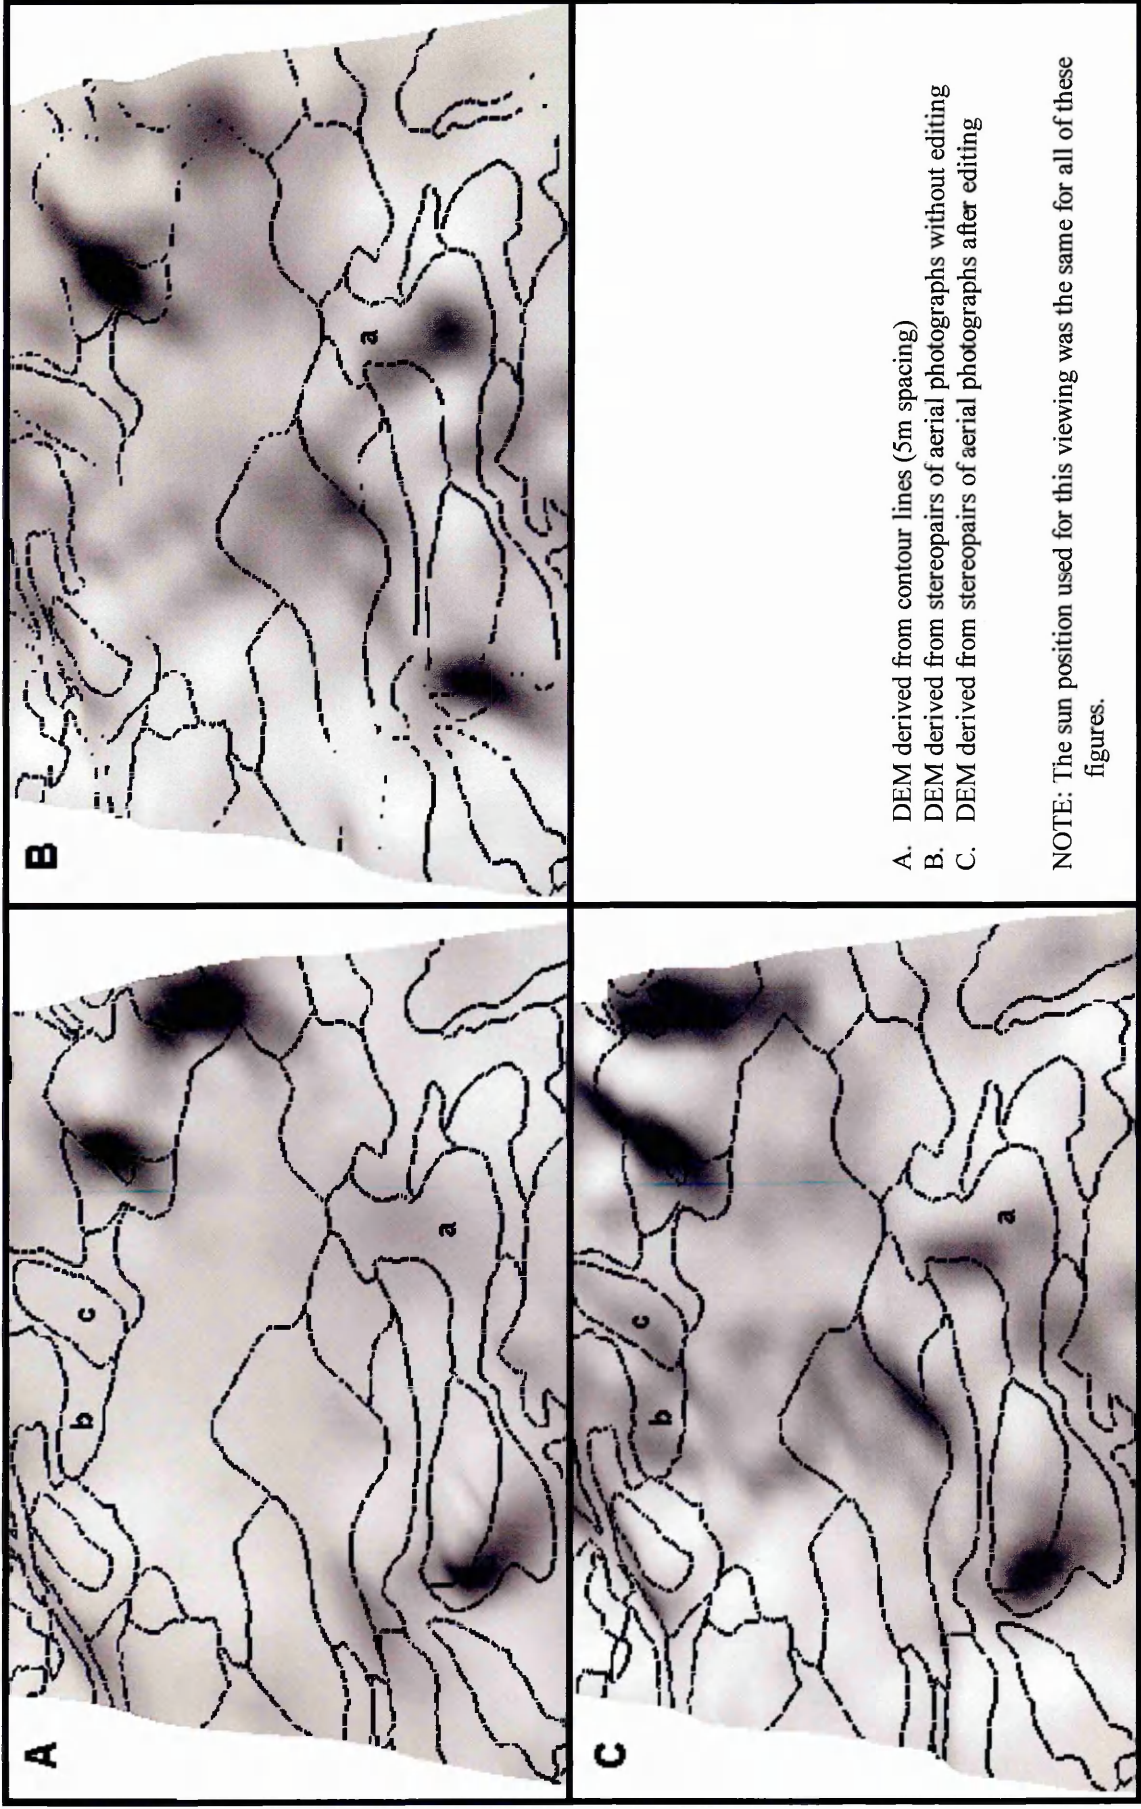 A
c
b
a
B
a
C
c
b
a
A. DEM derived from contour lines (5m spacing)
B. DEM derived from stereopairs of aerial photographs without editing
C. DEM derived from stereopairs of aerial photographs after editing
NOTE: The sun position used for this viewing was the same for all of these
figures.